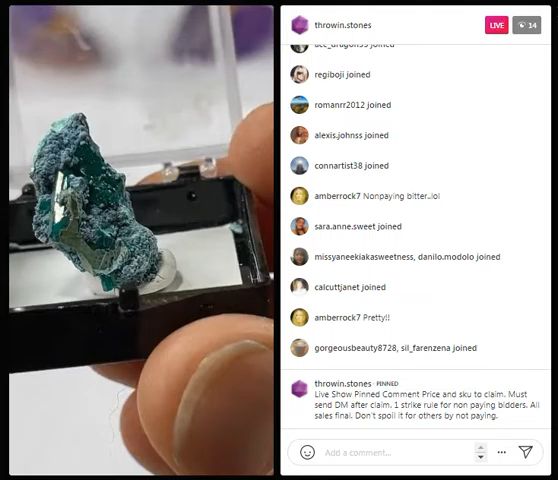 throwin.stones
LIVE
14
acc_dragon55 joined
regiboji joined
romanrr2012 joined
alexis.johnss joined
connartist38 joined
amberrock7 Nonpaying bitter..lol
sara.anne.sweet joined
missyaneekiakasweetness, danilo.modolo joined
calcuttjanet joined
amberrock7 Pretty!!
gorgeousbeauty8728, sil_farenzena joined
throwin.stones · PINNED
Live Show Pinned Comment Price and sku to claim. Must
send DM after claim. 1 strike rule for non paying bidders. All
sales final. Don't spoil it for others by not paying.
Add a comment...